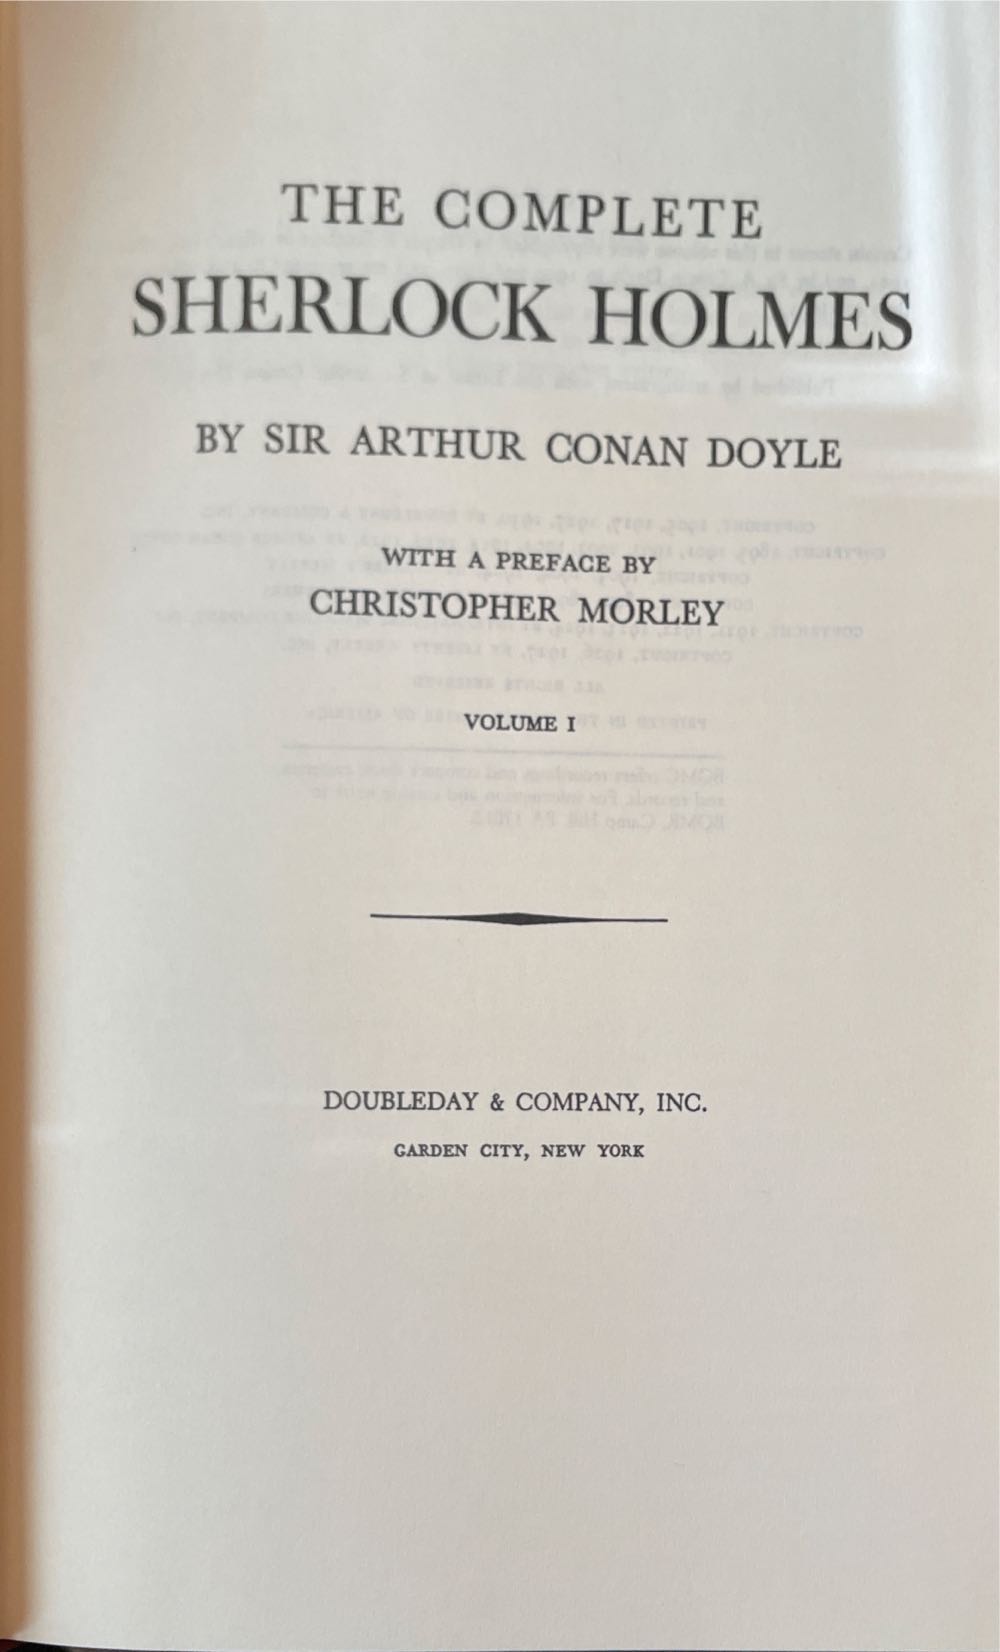 THE COMPLETE
SHERLOCK HOLMES
BY SIR ARTHUR CONAN DOYLE
WITH A PREFACE BY
CHRISTOPHER MORLEY
VOLUME I
DOUBLEDAY & COMPANY, INC.
GARDEN CITY, NEW YORK